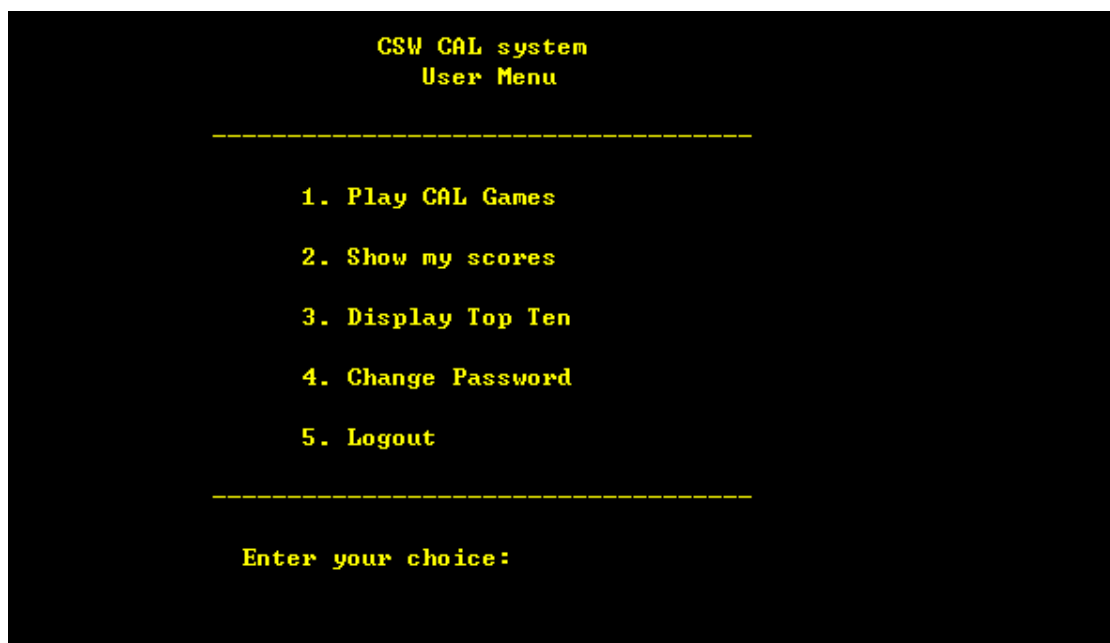 CSW CAL system
User Menu
------------------------------------
1. Play CAL Games
2. Show my scores
3. Display Top Ten
4. Change Password
5. Logout
------------------------------------
Enter your choice: